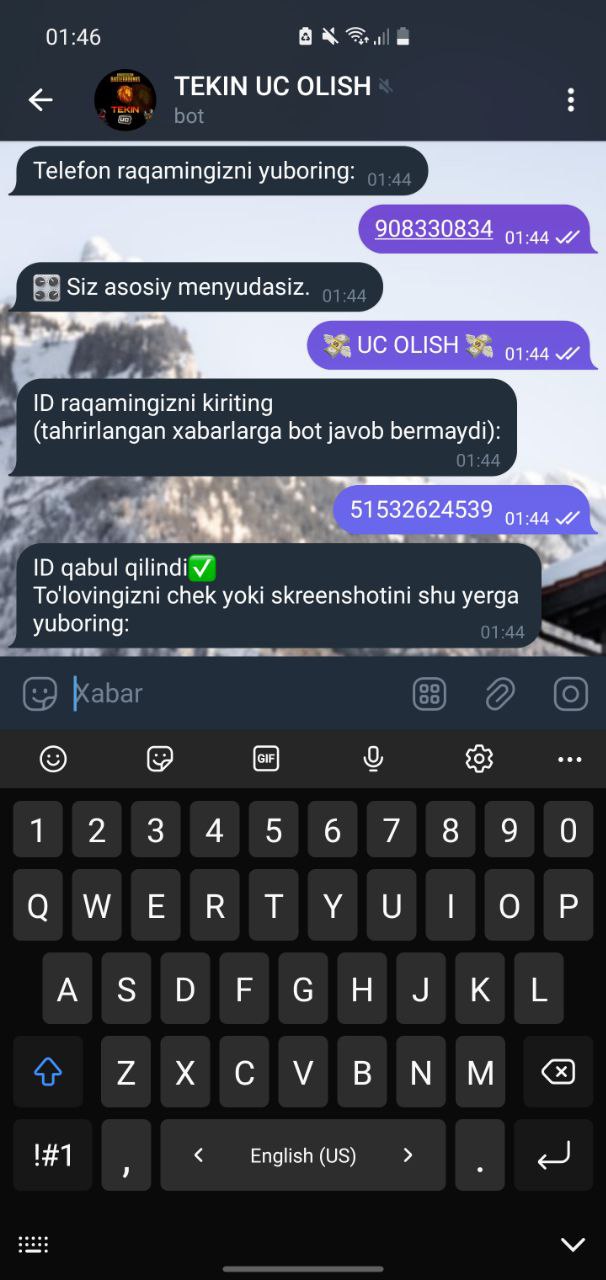 01:46
TEKIN UC OLISH
bot
TEKIN
UC
Telefon raqamingizni yuboring: 01:44
908330834 01:44
🎛 Siz asosiy menyudasiz. 01:44
💸 UC OLISH 💸 01:44
ID raqamingizni kiriting
(tahrirlangan xabarlarga bot javob bermaydi):
01:44
51532624539 01:44
ID qabul qilindi✅
To'lovingizni chek yoki skreenshotini shu yerga
yuboring: 01:44
Xabar
GIF
1 2 3 4 5 6 7 8 9 0
Q W E R T Y U I O P
A S D F G H J K L
Z X C V B N M
!#1 , < English (US) > .